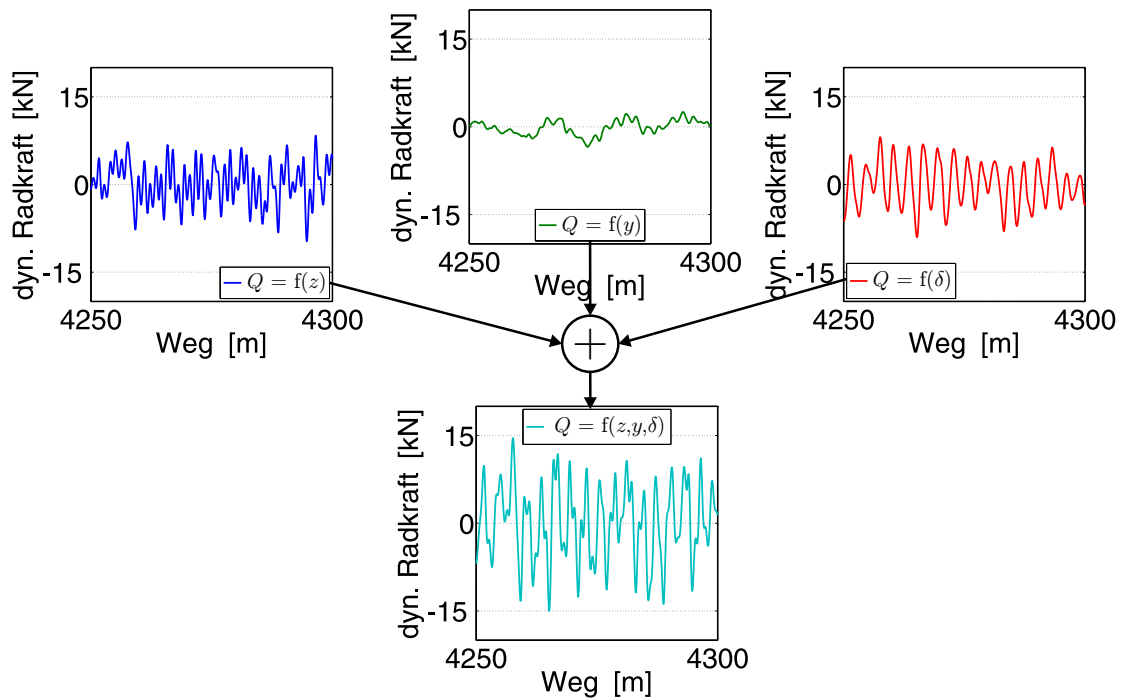 dyn. Radkraft [kN]
15
0
-15
Q = f(z)
4250
4300
Weg [m]
dyn. Radkraft [kN]
15
0
-15
Q = f(y)
4250
4300
Weg [m]
dyn. Radkraft [kN]
15
0
-15
Q = f(δ)
4250
4300
Weg [m]
+
dyn. Radkraft [kN]
15
0
-15
Q = f(z,y,δ)
4250
4300
Weg [m]